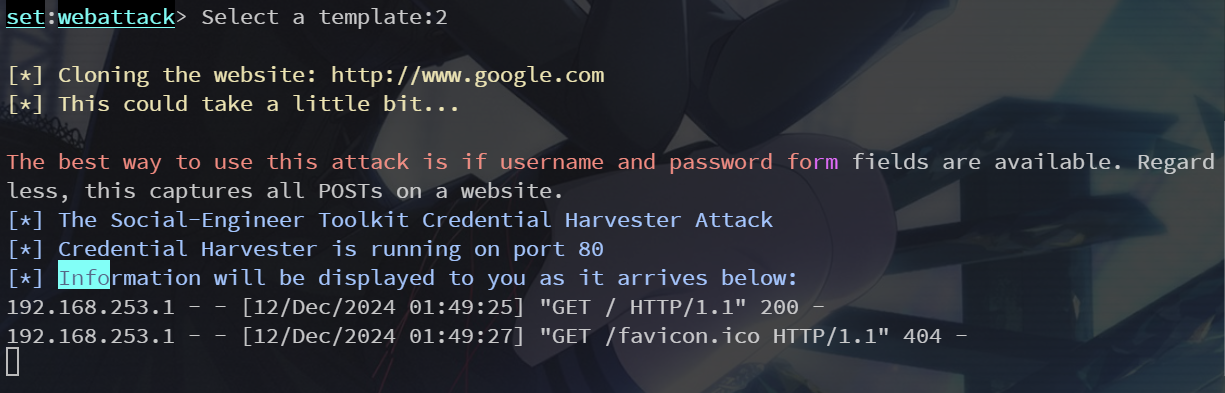 set:webattack> Select a template:2
[*] Cloning the website: http://www.google.com
[*] This could take a little bit...
The best way to use this attack is if username and password form fields are available. Regard
less, this captures all POSTs on a website.
[*] The Social-Engineer Toolkit Credential Harvester Attack
[*] Credential Harvester is running on port 80
[*] Information will be displayed to you as it arrives below:
192.168.253.1 - - [12/Dec/2024 01:49:25] "GET / HTTP/1.1" 200 -
192.168.253.1 - - [12/Dec/2024 01:49:27] "GET /favicon.ico HTTP/1.1" 404 -